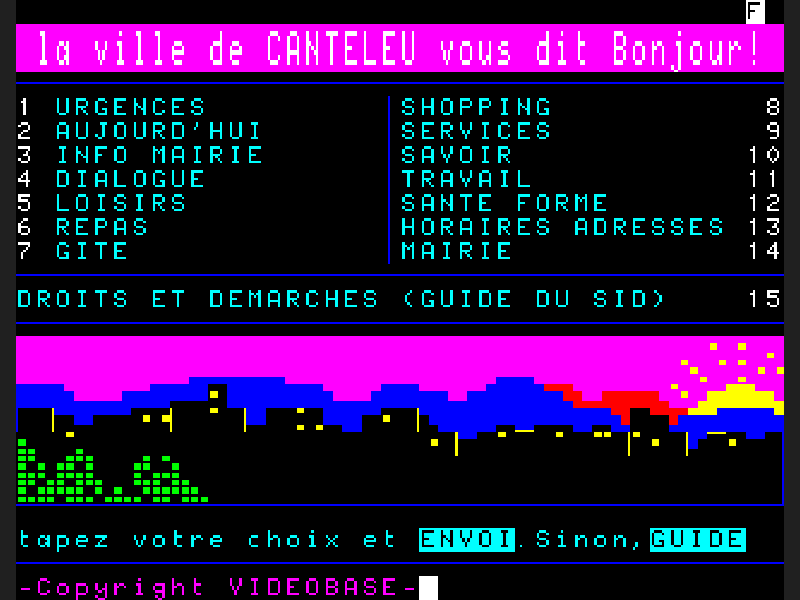 F
la ville de CANTELEU vous dit Bonjour!
1 URGENCES SHOPPING 8
2 AUJOURD'HUI SERVICES 9
3 INFO MAIRIE SAVOIR 10
4 DIALOGUE TRAVAIL 11
5 LOISIRS SANTE FORME 12
6 REPAS HORAIRES ADRESSES 13
7 GITE MAIRIE 14
DROITS ET DEMARCHES (GUIDE DU SID) 15
tapez votre choix et ENVOI.Sinon,GUIDE
-Copyright VIDEOBASE-